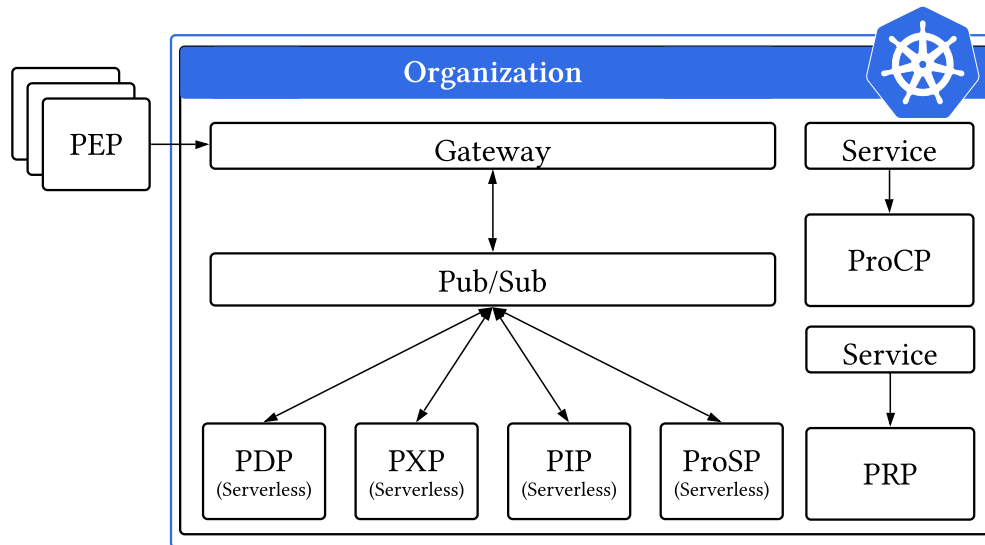 Organization
PEP
Gateway
Service
ProCP
Pub/Sub
Service
PDP
(Serverless)
PXP
(Serverless)
PIP
(Serverless)
ProSP
(Serverless)
PRP